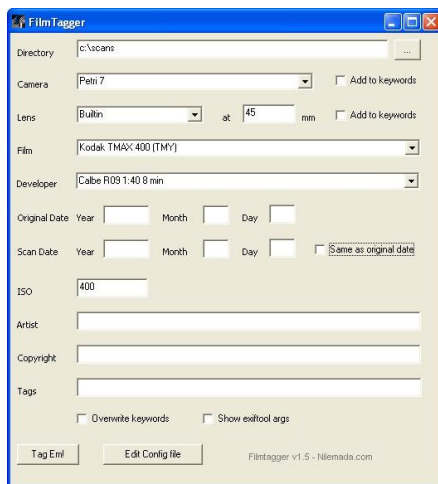 FilmTagger
Directory c:\scans ...
Camera Petri 7 Add to keywords
Lens Builtin at 45 mm Add to keywords
Film Kodak TMAX 400 (TMY)
Developer Calbe R09 1:40 8 min
Original Date Year Month Day
Scan Date Year Month Day Same as original date
ISO 400
Artist
Copyright
Tags
Overwrite keywords Show exiftool args
Tag Em! Edit Config file Filmtagger v1.5 - Nilemada.com